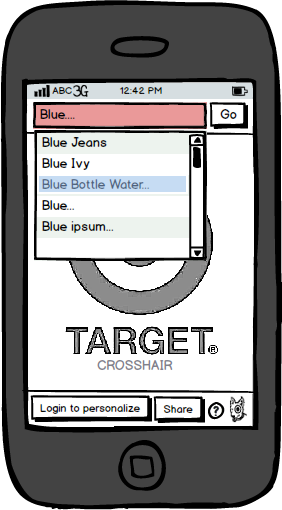 ABC 3G 12:42 PM
Blue.... Go
Blue Jeans
Blue Ivy
Blue Bottle Water...
Blue...
Blue ipsum...
TARGET®
CROSSHAIR
Login to personalize Share ?